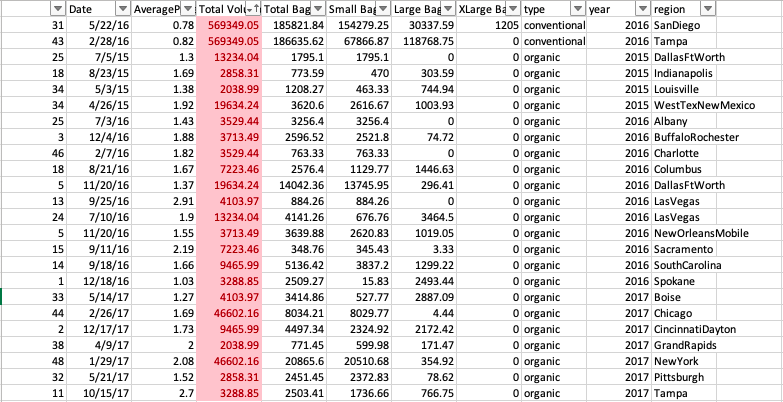 Date AverageP Total Volu Total Bag Small Bag Large Bag XLarge Ba type year region
31 5/22/16 0.78 569349.05 185821.84 154279.25 30337.59 1205 conventional 2016 SanDiego
43 2/28/16 0.82 569349.05 186635.62 67866.87 118768.75 0 conventional 2016 Tampa
25 7/5/15 1.3 13234.04 1795.1 1795.1 0 0 organic 2015 DallasFtWorth
18 8/23/15 1.69 2858.31 773.59 470 303.59 0 organic 2015 Indianapolis
34 5/3/15 1.38 2038.99 1208.27 463.33 744.94 0 organic 2015 Louisville
34 4/26/15 1.92 19634.24 3620.6 2616.67 1003.93 0 organic 2015 WestTexNewMexico
25 7/3/16 1.43 3529.44 3256.4 3256.4 0 0 organic 2016 Albany
3 12/4/16 1.88 3713.49 2596.52 2521.8 74.72 0 organic 2016 BuffaloRochester
46 2/7/16 1.82 3529.44 763.33 763.33 0 0 organic 2016 Charlotte
18 8/21/16 1.67 7223.46 2576.4 1129.77 1446.63 0 organic 2016 Columbus
5 11/20/16 1.37 19634.24 14042.36 13745.95 296.41 0 organic 2016 DallasFtWorth
13 9/25/16 2.91 4103.97 884.26 884.26 0 0 organic 2016 LasVegas
24 7/10/16 1.9 13234.04 4141.26 676.76 3464.5 0 organic 2016 LasVegas
5 11/20/16 1.55 3713.49 3639.88 2620.83 1019.05 0 organic 2016 NewOrleansMobile
15 9/11/16 2.19 7223.46 348.76 345.43 3.33 0 organic 2016 Sacramento
14 9/18/16 1.66 9465.99 5136.42 3837.2 1299.22 0 organic 2016 SouthCarolina
1 12/18/16 1.03 3288.85 2509.27 15.83 2493.44 0 organic 2016 Spokane
33 5/14/17 1.27 4103.97 3414.86 527.77 2887.09 0 organic 2017 Boise
44 2/26/17 1.69 46602.16 8034.21 8029.77 4.44 0 organic 2017 Chicago
2 12/17/17 1.73 9465.99 4497.34 2324.92 2172.42 0 organic 2017 CincinnatiDayton
38 4/9/17 2 2038.99 771.45 599.98 171.47 0 organic 2017 GrandRapids
48 1/29/17 2.08 46602.16 20865.6 20510.68 354.92 0 organic 2017 NewYork
32 5/21/17 1.52 2858.31 2451.45 2372.83 78.62 0 organic 2017 Pittsburgh
11 10/15/17 2.7 3288.85 2503.41 1736.66 766.75 0 organic 2017 Tampa